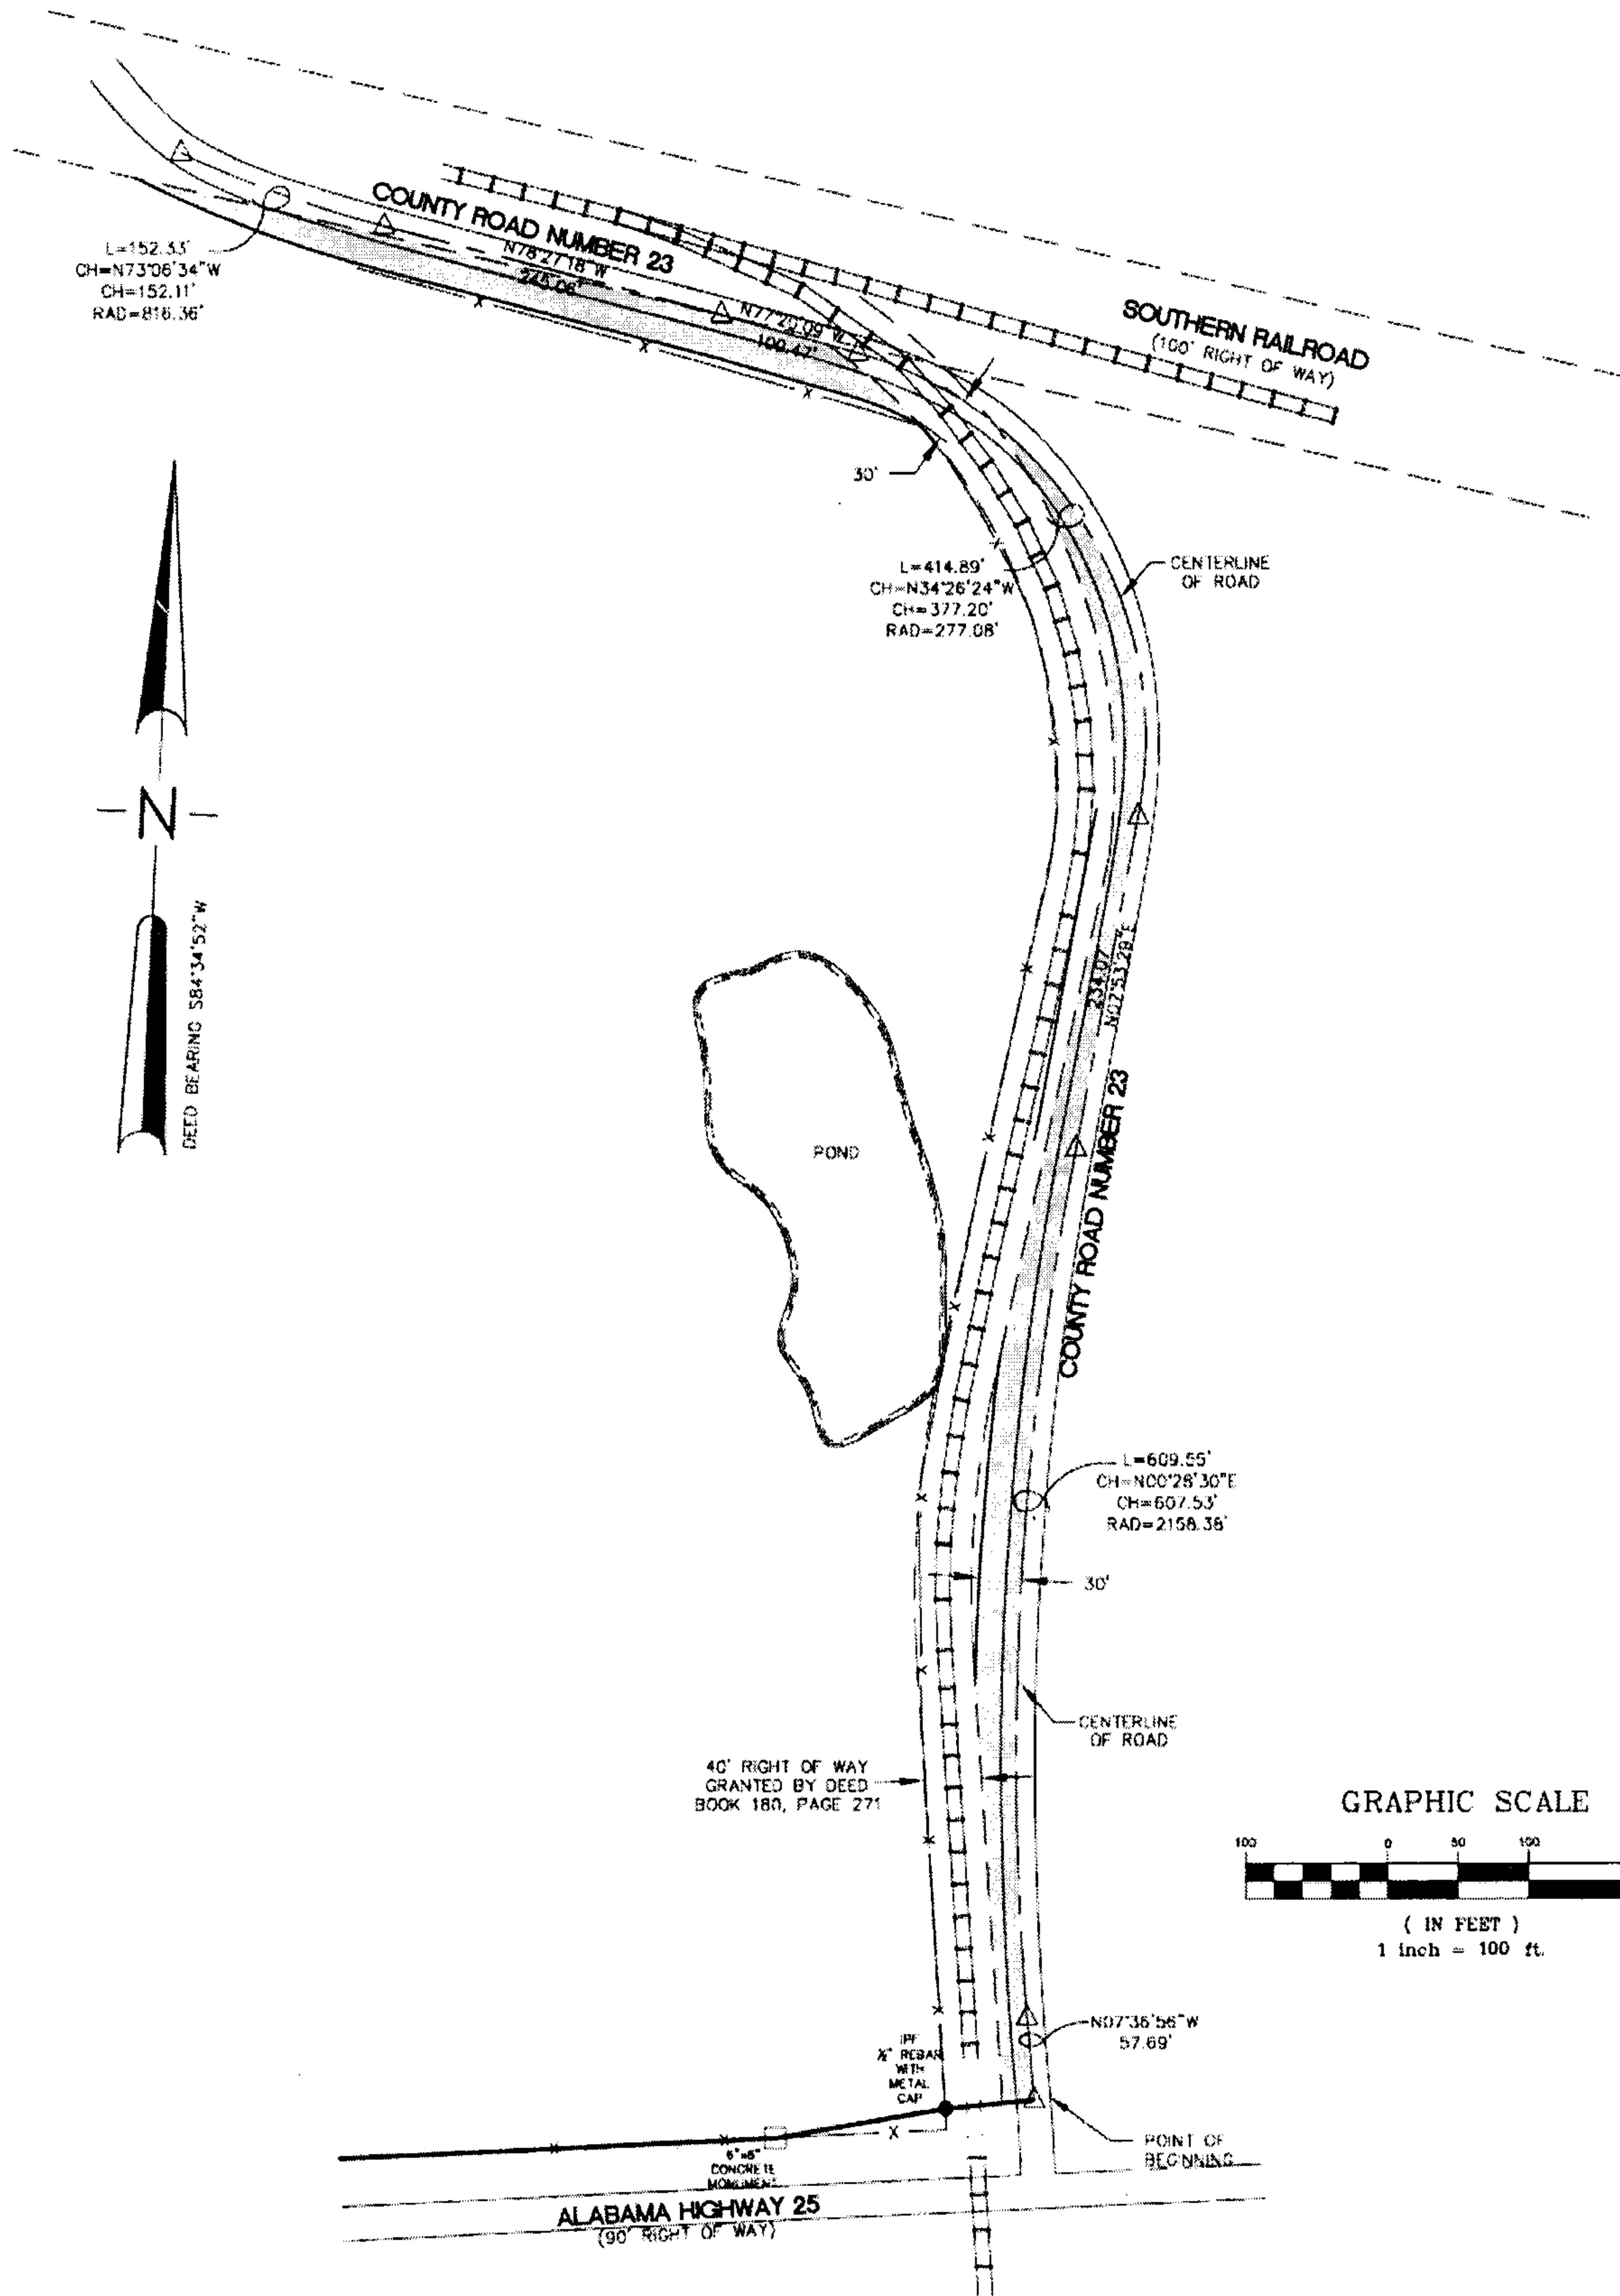 COUNTY ROAD NUMBER 23
N78°27'18"W
245.06'
N77°20'09"W
100.47'
L=152.33'
CH=N73°06'34"W
CH=152.11'
RAD=816.36'
SOUTHERN RAILROAD
(100' RIGHT OF WAY)
30'
L=414.89'
CH=N34°26'24"W
CH=377.20'
RAD=277.08'
CENTERLINE
OF ROAD
N
DEED BEARING S84°34'52"W
234.07'
N07°53'29"E
COUNTY ROAD NUMBER 23
POND
L=609.55'
CH=N00°26'30"E
CH=607.53'
RAD=2158.38'
30'
CENTERLINE
OF ROAD
40' RIGHT OF WAY
GRANTED BY DEED
BOOK 180, PAGE 271
GRAPHIC SCALE
100 0 50 100
( IN FEET )
1 inch = 100 ft.
N07°36'56"W
57.69'
IPF
½" REBAR
WITH
METAL
CAP
POINT OF
BEGINNING
6"x6"
CONCRETE
MONUMENT
ALABAMA HIGHWAY 25
(90' RIGHT OF WAY)